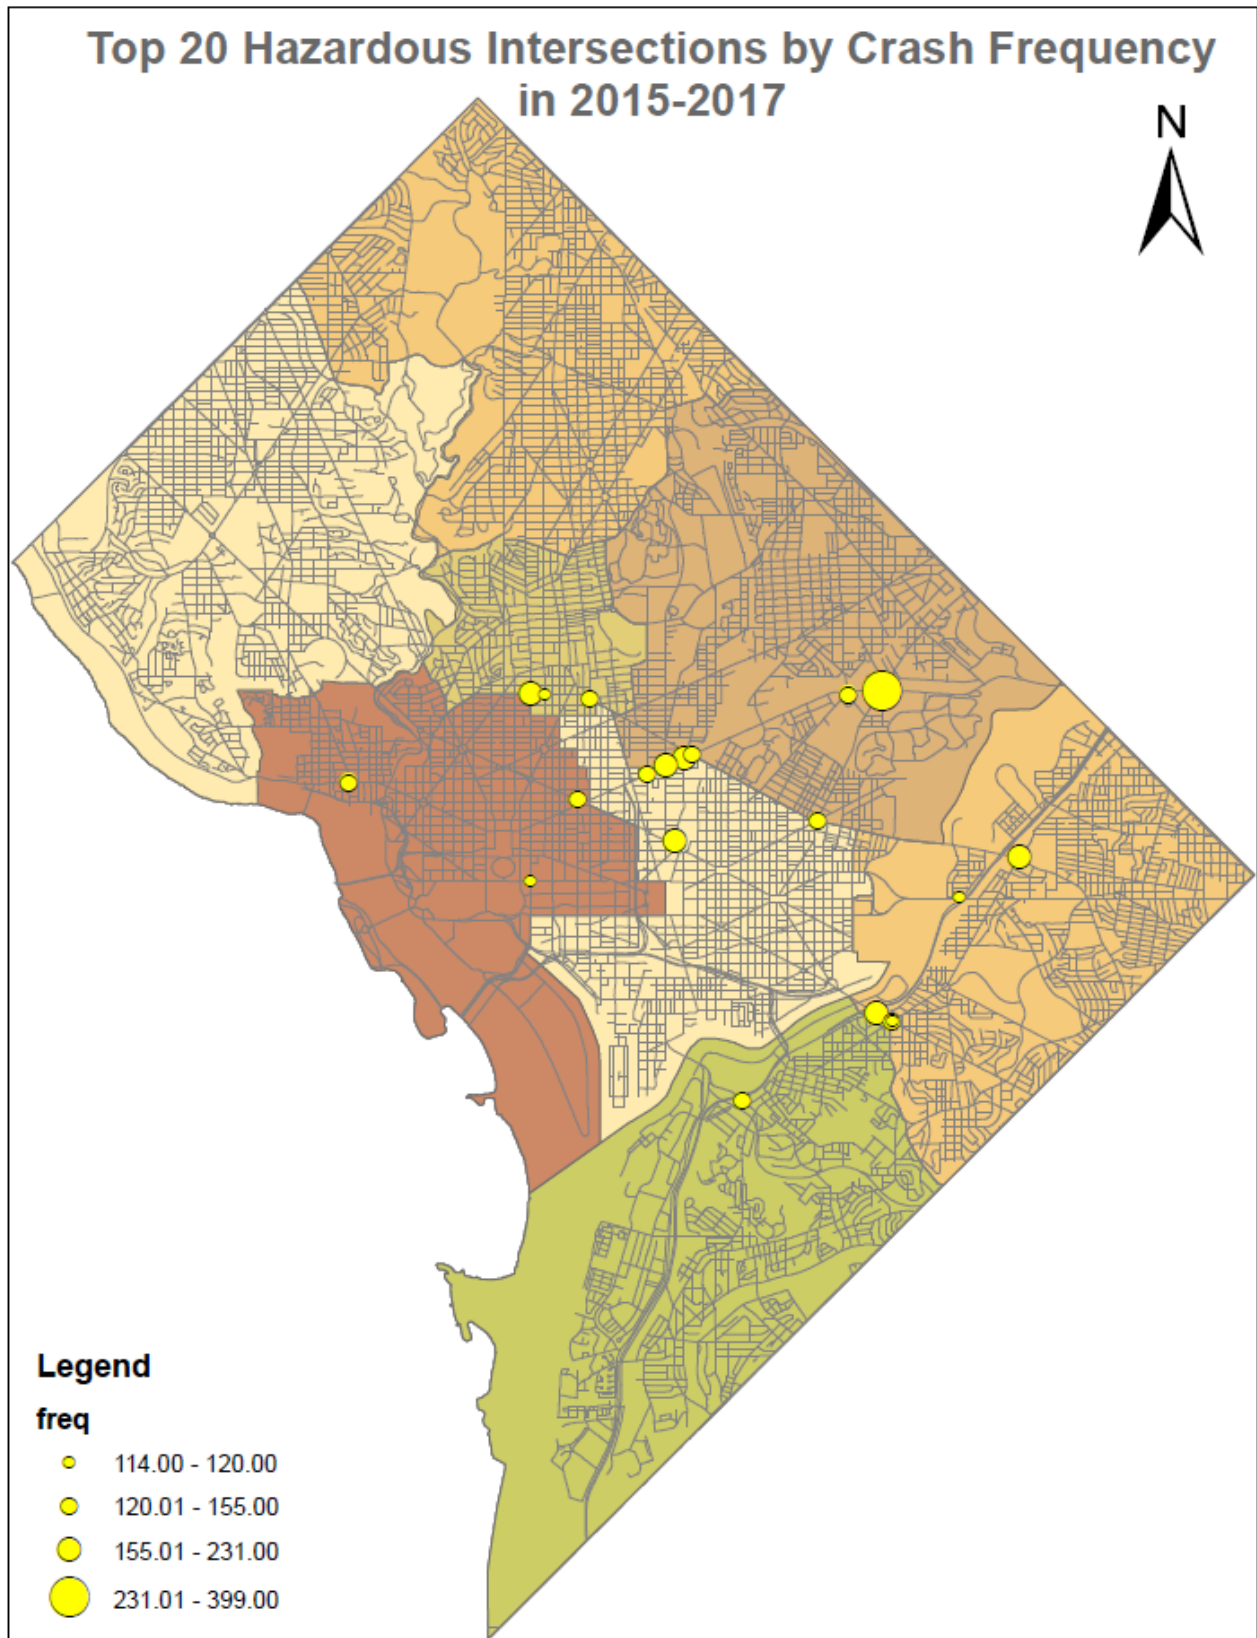 Top 20 Hazardous Intersections by Crash Frequency
in 2015-2017
N
Legend
freq
114.00 - 120.00
120.01 - 155.00
155.01 - 231.00
231.01 - 399.00